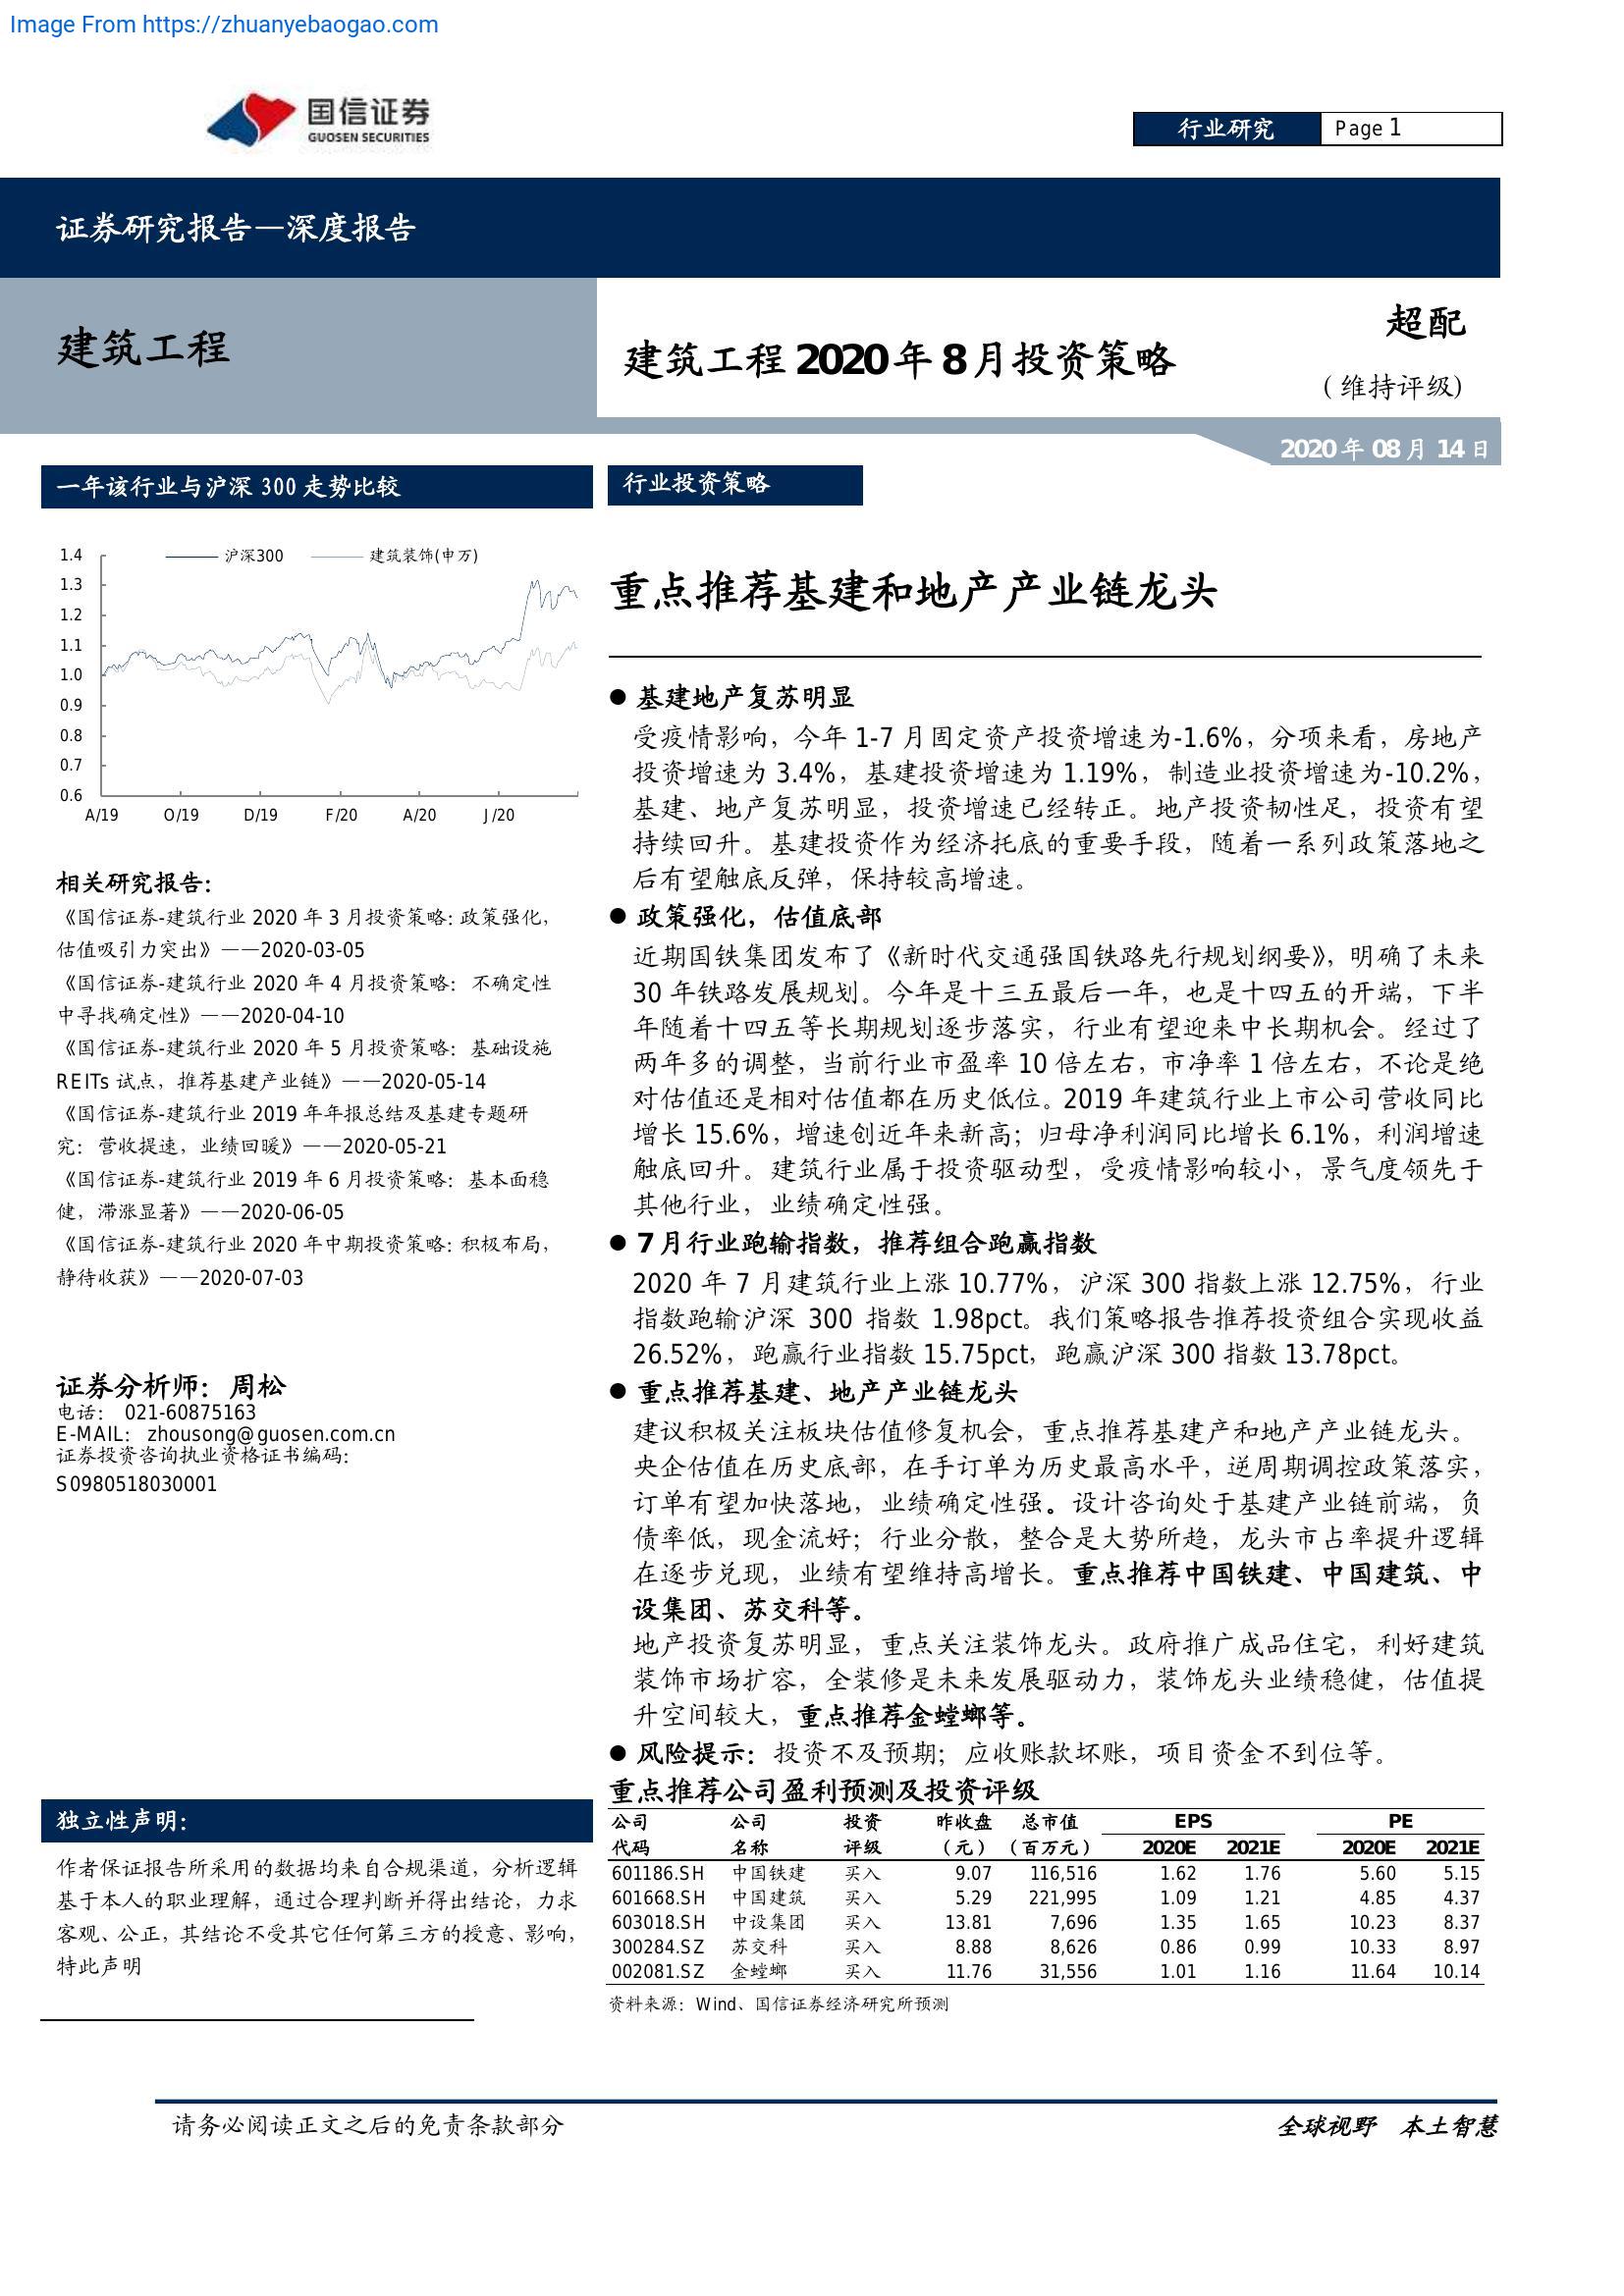 Image From https://zhuanyebaogao.com
国信证券
GUOSEN SECURITIES
行业研究 Page 1
证券研究报告—深度报告
建筑工程
建筑工程 2020 年 8 月投资策略
超配
( 维持评级)
2020 年 08 月 14 日
一年该行业与沪深 300 走势比较
沪深300 建筑装饰(申万)
1.4
1.3
1.2
1.1
1.0
0.9
0.8
0.7
0.6
A/19 O/19 D/19 F/20 A/20 J/20
相关研究报告:
《国信证券-建筑行业 2020 年 3 月投资策略: 政策强化,
估值吸引力突出》——2020-03-05
《国信证券-建筑行业 2020 年 4 月投资策略: 不确定性
中寻找确定性》——2020-04-10
《国信证券-建筑行业 2020 年 5 月投资策略: 基础设施
REITs 试点, 推荐基建产业链》——2020-05-14
《国信证券-建筑行业 2019 年年报总结及基建专题研
究: 营收提速, 业绩回暖》——2020-05-21
《国信证券-建筑行业 2019 年 6 月投资策略: 基本面稳
健, 滞涨显著》——2020-06-05
《国信证券-建筑行业 2020 年中期投资策略: 积极布局,
静待收获》——2020-07-03
证券分析师: 周松
电话: 021-60875163
E-MAIL: zhousong@guosen.com.cn
证券投资咨询执业资格证书编码:
S0980518030001
独立性声明:
作者保证报告所采用的数据均来自合规渠道, 分析逻辑
基于本人的职业理解, 通过合理判断并得出结论, 力求
客观、公正, 其结论不受其它任何第三方的授意、影响,
特此声明
行业投资策略
重点推荐基建和地产产业链龙头
● 基建地产复苏明显
受疫情影响, 今年 1-7 月固定资产投资增速为-1.6%, 分项来看, 房地产
投资增速为 3.4%, 基建投资增速为 1.19%, 制造业投资增速为-10.2%,
基建、地产复苏明显, 投资增速已经转正。地产投资韧性足, 投资有望
持续回升。基建投资作为经济托底的重要手段, 随着一系列政策落地之
后有望触底反弹, 保持较高增速。
● 政策强化, 估值底部
近期国铁集团发布了《新时代交通强国铁路先行规划纲要》, 明确了未来
30 年铁路发展规划。今年是十三五最后一年, 也是十四五的开端, 下半
年随着十四五等长期规划逐步落实, 行业有望迎来中长期机会。经过了
两年多的调整, 当前行业市盈率 10 倍左右, 市净率 1 倍左右, 不论是绝
对估值还是相对估值都在历史低位。2019 年建筑行业上市公司营收同比
增长 15.6%, 增速创近年来新高; 归母净利润同比增长 6.1%, 利润增速
触底回升。建筑行业属于投资驱动型, 受疫情影响较小, 景气度领先于
其他行业, 业绩确定性强。
● 7 月行业跑输指数, 推荐组合跑赢指数
2020 年 7 月建筑行业上涨 10.77%, 沪深 300 指数上涨 12.75%, 行业
指数跑输沪深 300 指数 1.98pct。我们策略报告推荐投资组合实现收益
26.52%, 跑赢行业指数 15.75pct, 跑赢沪深 300 指数 13.78pct。
● 重点推荐基建、地产产业链龙头
建议积极关注板块估值修复机会, 重点推荐基建产和地产产业链龙头。
央企估值在历史底部, 在手订单为历史最高水平, 逆周期调控政策落实,
订单有望加快落地, 业绩确定性强。设计咨询处于基建产业链前端, 负
债率低, 现金流好; 行业分散, 整合是大势所趋, 龙头市占率提升逻辑
在逐步兑现, 业绩有望维持高增长。重点推荐中国铁建、中国建筑、中
设集团、苏交科等。
地产投资复苏明显, 重点关注装饰龙头。政府推广成品住宅, 利好建筑
装饰市场扩容, 全装修是未来发展驱动力, 装饰龙头业绩稳健, 估值提
升空间较大, 重点推荐金螳螂等。
● 风险提示: 投资不及预期; 应收账款坏账, 项目资金不到位等。
重点推荐公司盈利预测及投资评级
公司 公司 投资 昨收盘 总市值 EPS PE
代码 名称 评级 (元) (百万元) 2020E 2021E 2020E 2021E
601186.SH 中国铁建 买入 9.07 116,516 1.62 1.76 5.60 5.15
601668.SH 中国建筑 买入 5.29 221,995 1.09 1.21 4.85 4.37
603018.SH 中设集团 买入 13.81 7,696 1.35 1.65 10.23 8.37
300284.SZ 苏交科 买入 8.88 8,626 0.86 0.99 10.33 8.97
002081.SZ 金螳螂 买入 11.76 31,556 1.01 1.16 11.64 10.14
资料来源: Wind、国信证券经济研究所预测
请务必阅读正文之后的免责条款部分
全球视野 本土智慧